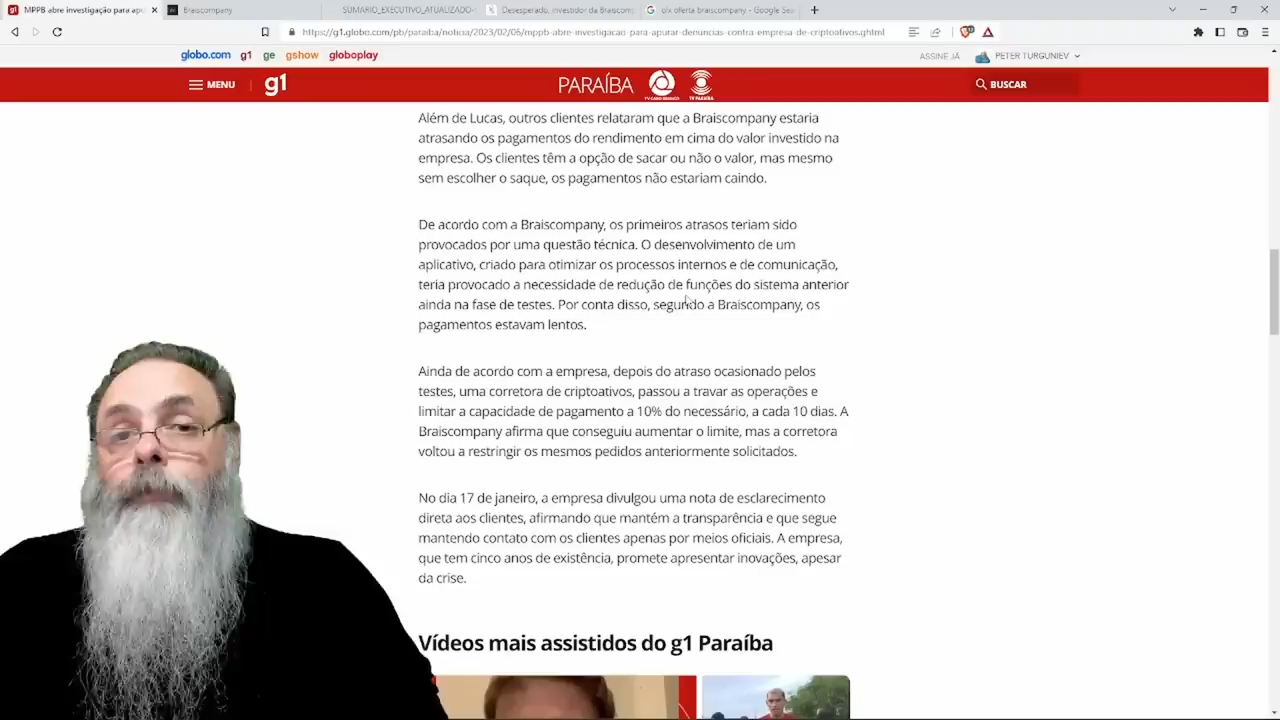 MPPB abre investigação para apu
Braiscompany
SUMARIO_EXECUTIVO_ATUALIZADO-
Desesperado, investidor da Braiscomp
olx oferta braiscompany - Google Sea
https://g1.globo.com/pb/paraiba/noticia/2023/02/06/mppb-abre-investigacao-para-apurar-denuncias-contra-empresa-de-criptoativos.ghtml
globo.com g1 ge gshow globoplay
ASSINE JÁ
PETER TURGUNIEV
MENU
g1
PARAÍBA
TV CABO BRANCO
TV PARAÍBA
BUSCAR
Além de Lucas, outros clientes relataram que a Braiscompany estaria
atrasando os pagamentos do rendimento em cima do valor investido na
empresa. Os clientes têm a opção de sacar ou não o valor, mas mesmo
sem escolher o saque, os pagamentos não estariam caindo.
De acordo com a Braiscompany, os primeiros atrasos teriam sido
provocados por uma questão técnica. O desenvolvimento de um
aplicativo, criado para otimizar os processos internos e de comunicação,
teria provocado a necessidade de redução de funções do sistema anterior
ainda na fase de testes. Por conta disso, segundo a Braiscompany, os
pagamentos estavam lentos.
Ainda de acordo com a empresa, depois do atraso ocasionado pelos
testes, uma corretora de criptoativos, passou a travar as operações e
limitar a capacidade de pagamento a 10% do necessário, a cada 10 dias. A
Braiscompany afirma que conseguiu aumentar o limite, mas a corretora
voltou a restringir os mesmos pedidos anteriormente solicitados.
No dia 17 de janeiro, a empresa divulgou uma nota de esclarecimento
direta aos clientes, afirmando que mantém a transparência e que segue
mantendo contato com os clientes apenas por meios oficiais. A empresa,
que tem cinco anos de existência, promete apresentar inovações, apesar
da crise.
Vídeos mais assistidos do g1 Paraíba